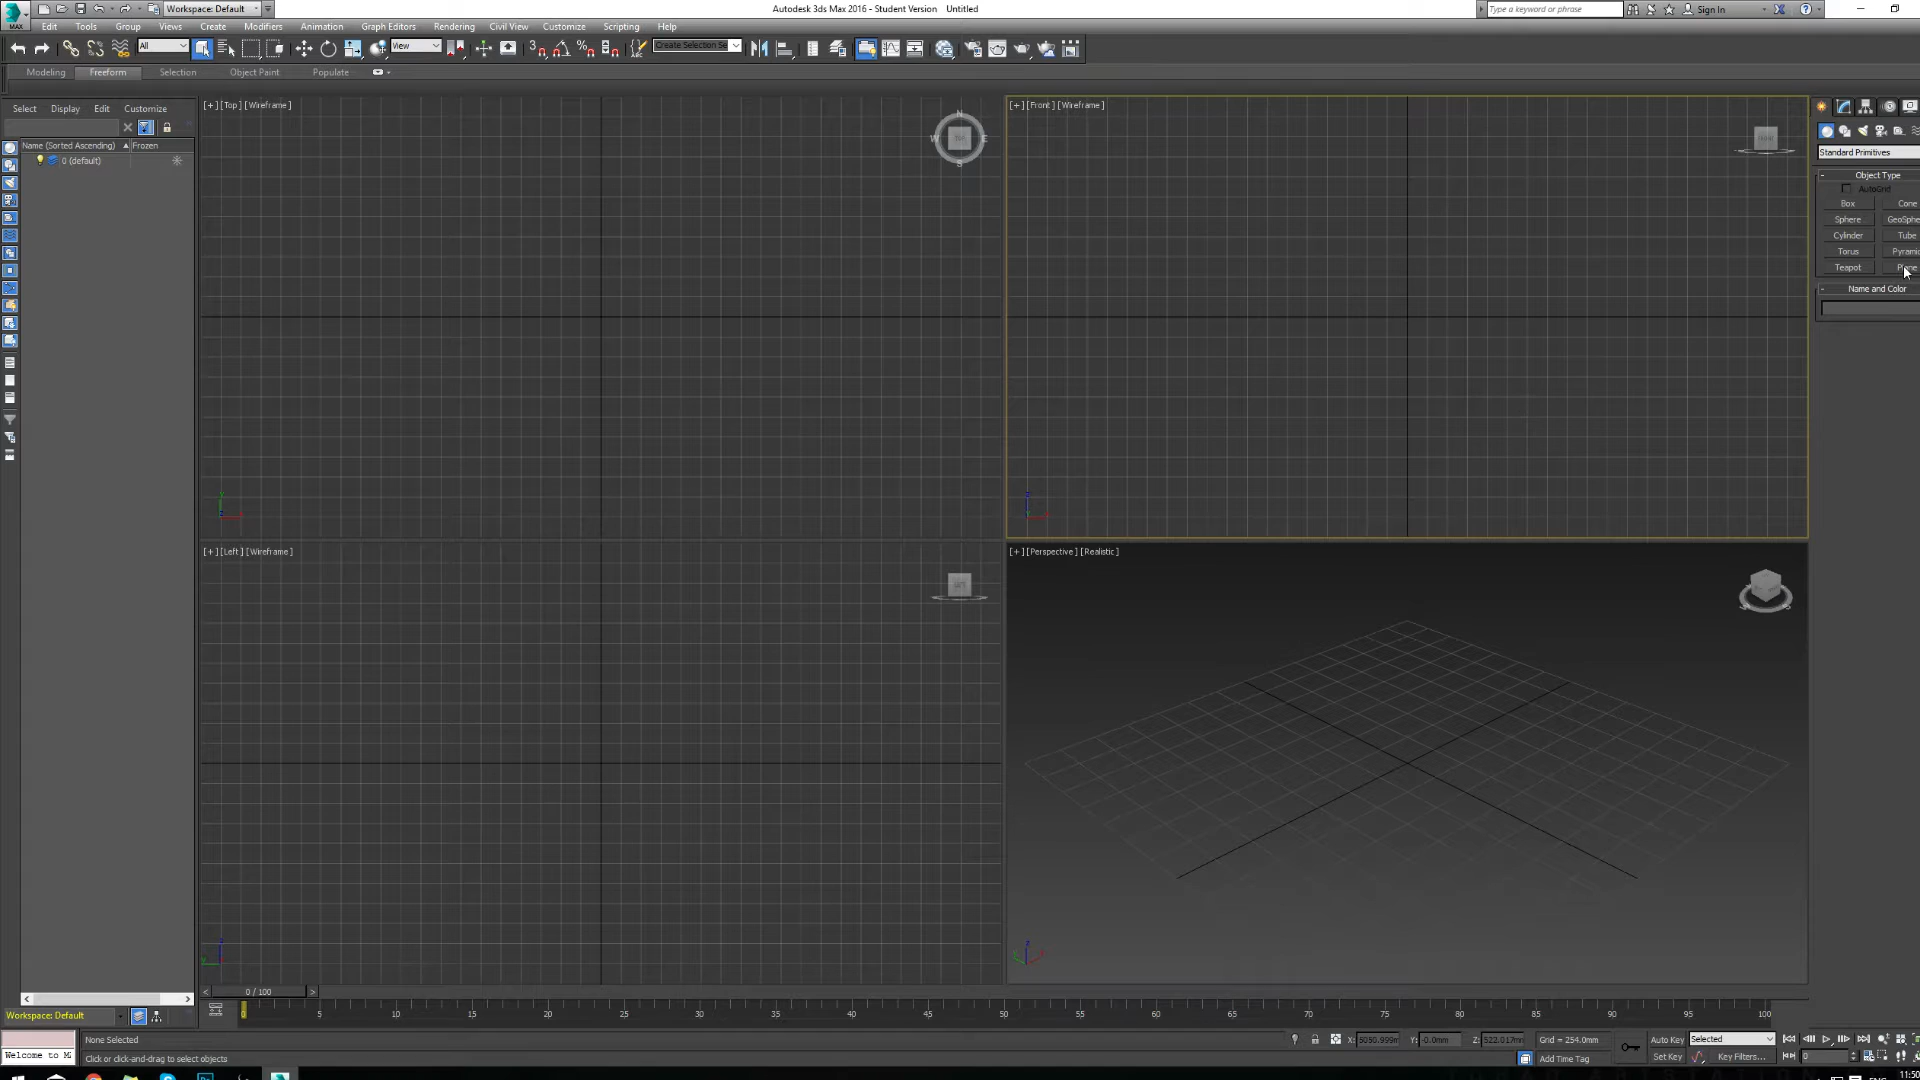 MAX
Workspace: Default
Autodesk 3ds Max 2016 - Student Version    Untitled
Type a keyword or phrase
Sign In
Edit Tools Group Views Create Modifiers Animation Graph Editors Rendering Civil View Customize Scripting Help
All
View
Create Selection Se
Modeling Freeform Selection Object Paint Populate
Select Display Edit Customize
Name (Sorted Ascending) Frozen
0 (default)
[+] [Top] [Wireframe]
N
W E
S
[+] [Front] [Wireframe]
Standard Primitives
Object Type
AutoGrid
Box Cone
Sphere GeoSphe
Cylinder Tube
Torus Pyrami
Teapot Plane
Name and Color
[+] [Left] [Wireframe]
[+] [Perspective] [Realistic]
< 0 / 100 >
Workspace: Default
0 5 10 15 20 25 30 35 40 45 50 55 60 65 70 75 80 85 90 95 100
None Selected
X: 5050.999m Y: -0.0mm Z: 522.017mm Grid = 254.0mm
Auto Key Selected
Welcome to M
Click or click-and-drag to select objects
Add Time Tag
Set Key Key Filters...
0
11:50